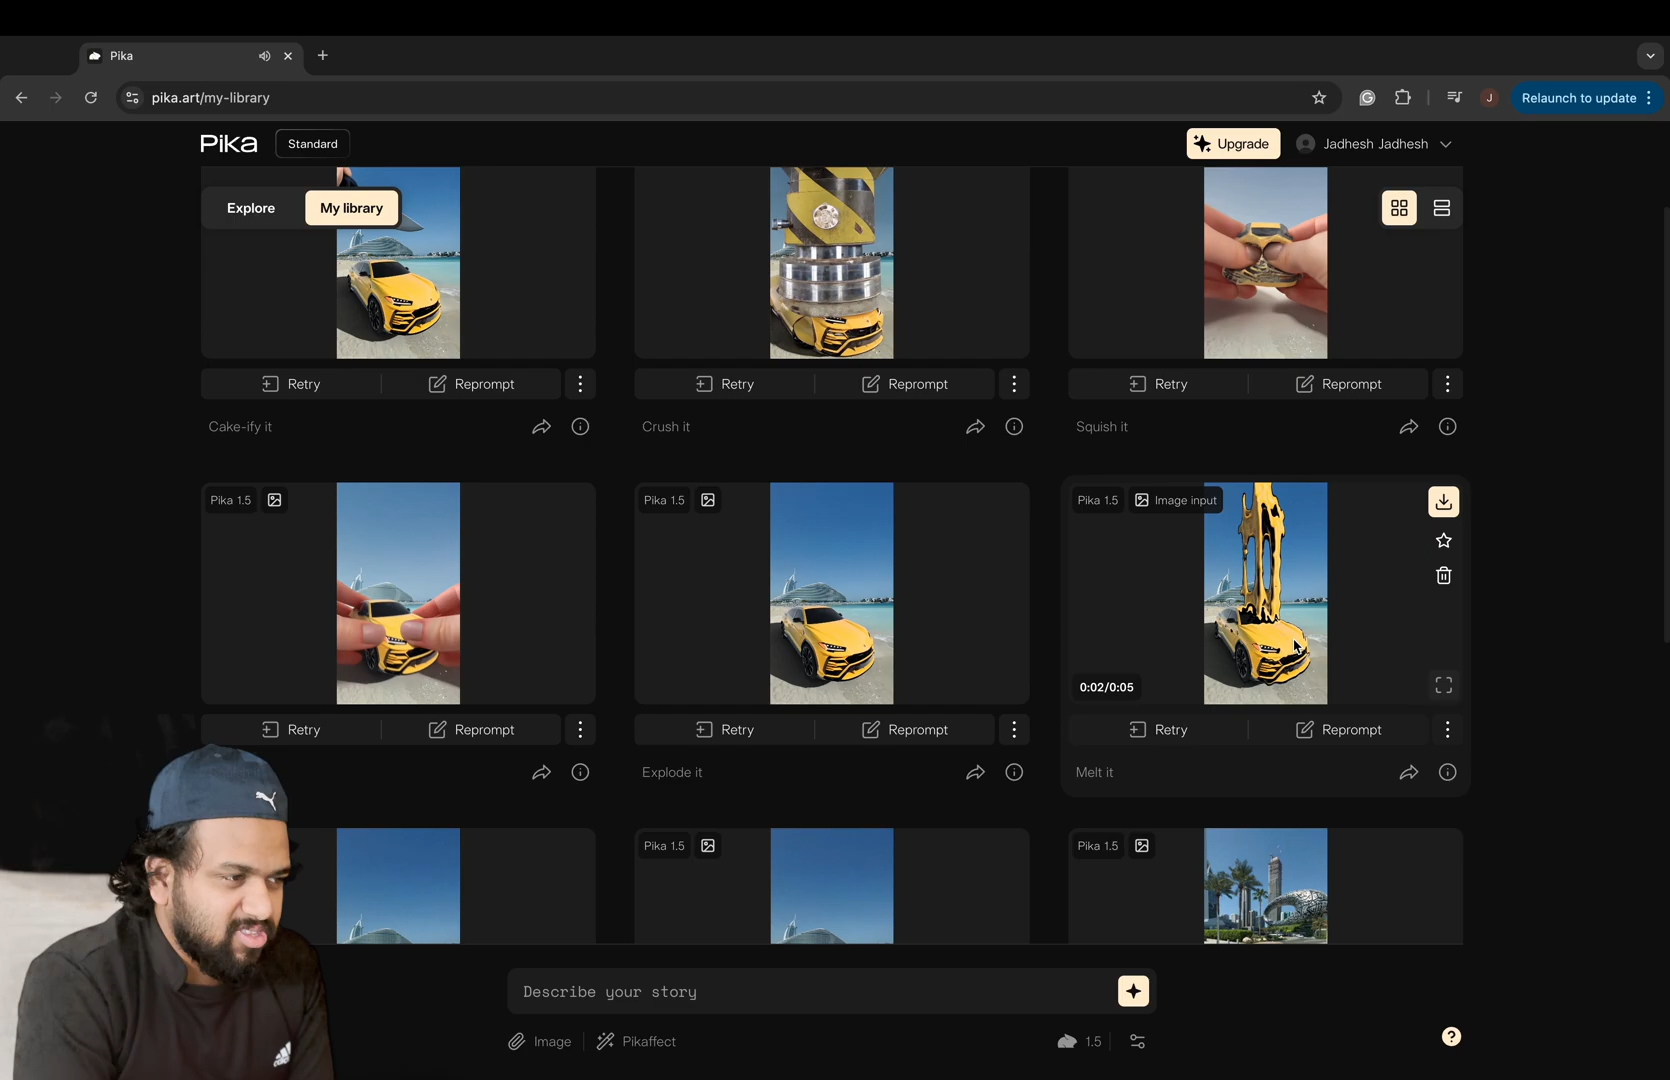 Pika
pika.art/my-library
J
Relaunch to update
Pika
Standard
Upgrade
Jadhesh Jadhesh
Explore
My library
Retry
Reprompt
Retry
Reprompt
Retry
Reprompt
Cake-ify it
Crush it
Squish it
Pika 1.5
Pika 1.5
Pika 1.5
Image input
0:02/0:05
Retry
Reprompt
Retry
Reprompt
Retry
Reprompt
Explode it
Melt it
Pika 1.5
Pika 1.5
Describe your story
Image
Pikaffect
1.5
?